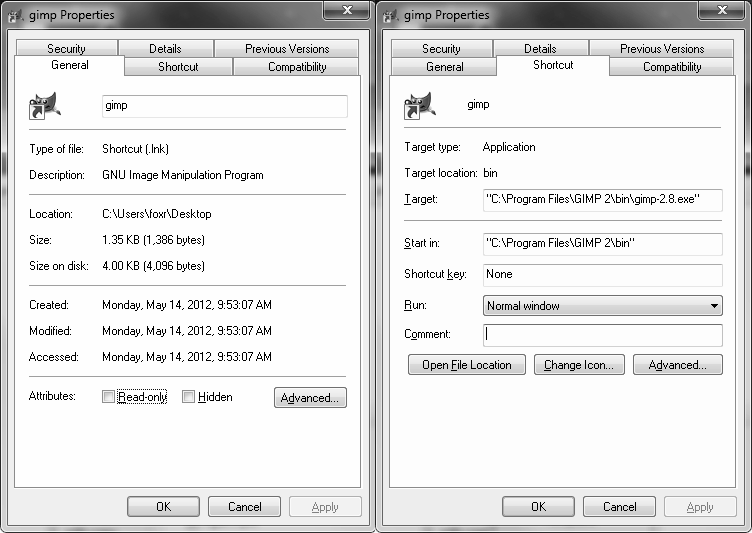 gimp Properties
Security Details Previous Versions
General Shortcut Compatibility
gimp
Type of file: Shortcut (.lnk)
Description: GNU Image Manipulation Program
Location: C:\Users\foxr\Desktop
Size: 1.35 KB (1,386 bytes)
Size on disk: 4.00 KB (4,096 bytes)
Created: Monday, May 14, 2012, 9:53:07 AM
Modified: Monday, May 14, 2012, 9:53:07 AM
Accessed: Monday, May 14, 2012, 9:53:07 AM
Attributes: Read-only Hidden Advanced...
OK Cancel Apply
gimp Properties
Security Details Previous Versions
General Shortcut Compatibility
gimp
Target type: Application
Target location: bin
Target: "C:\Program Files\GIMP 2\bin\gimp-2.8.exe"
Start in: "C:\Program Files\GIMP 2\bin"
Shortcut key: None
Run: Normal window
Comment:
Open File Location Change Icon... Advanced...
OK Cancel Apply